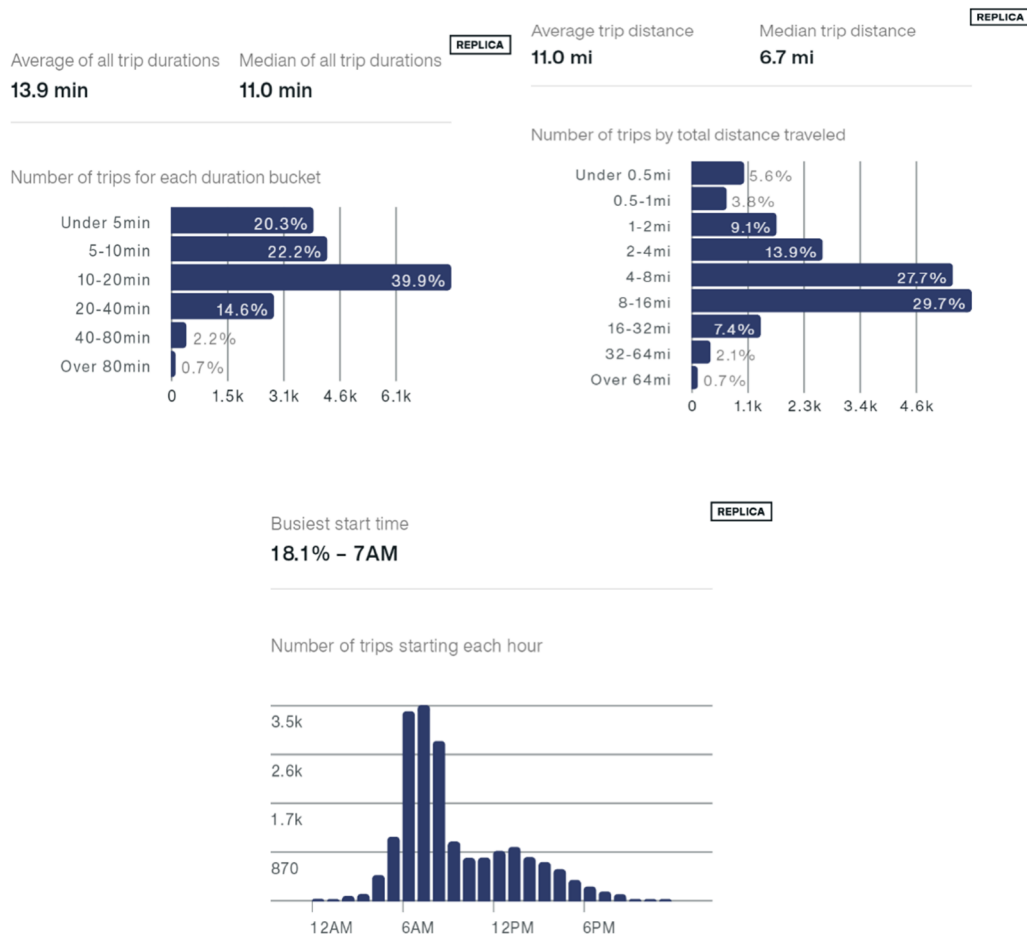 REPLICA
Average of all trip durations
Median of all trip durations
13.9 min
11.0 min
Number of trips for each duration bucket
Under 5min
20.3%
5-10min
22.2%
10-20min
39.9%
20-40min
14.6%
40-80min
2.2%
Over 80min
0.7%
0 1.5k 3.1k 4.6k 6.1k
REPLICA
Average trip distance
Median trip distance
11.0 mi
6.7 mi
Number of trips by total distance traveled
Under 0.5mi
5.6%
0.5-1mi
3.8%
1-2mi
9.1%
2-4mi
13.9%
4-8mi
27.7%
8-16mi
29.7%
16-32mi
7.4%
32-64mi
2.1%
Over 64mi
0.7%
0 1.1k 2.3k 3.4k 4.6k
REPLICA
Busiest start time
18.1% – 7AM
Number of trips starting each hour
3.5k
2.6k
1.7k
870
12AM 6AM 12PM 6PM